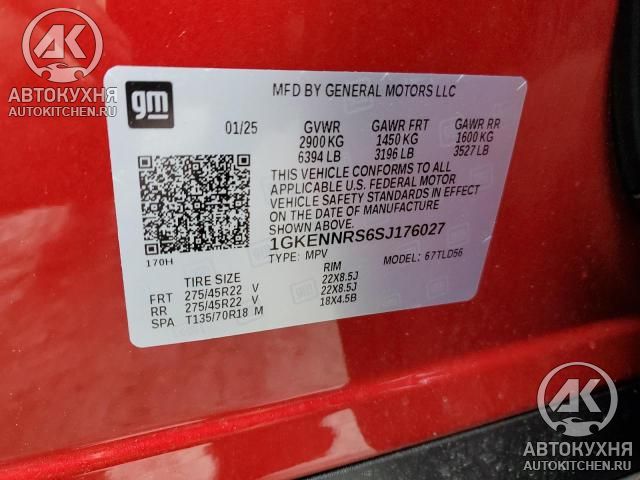 AK
АВТОКУХНЯ
AUTOKITCHEN.RU
gm
MFD BY GENERAL MOTORS LLC
01/25 GVWR GAWR FRT GAWR RR
2900 KG 1450 KG 1600 KG
6394 LB 3196 LB 3527 LB
THIS VEHICLE CONFORMS TO ALL
APPLICABLE U.S. FEDERAL MOTOR
VEHICLE SAFETY STANDARDS IN EFFECT
ON THE DATE OF MANUFACTURE
SHOWN ABOVE.
1GKENNRS6SJ176027
170H
TYPE: MPV MODEL: 67TLD56
TIRE SIZE RIM
FRT 275/45R22 V 22X8.5J
RR 275/45R22 V 22X8.5J
SPA T135/70R18 M 18X4.5B
AK
АВТОКУХНЯ
AUTOKITCHEN.RU